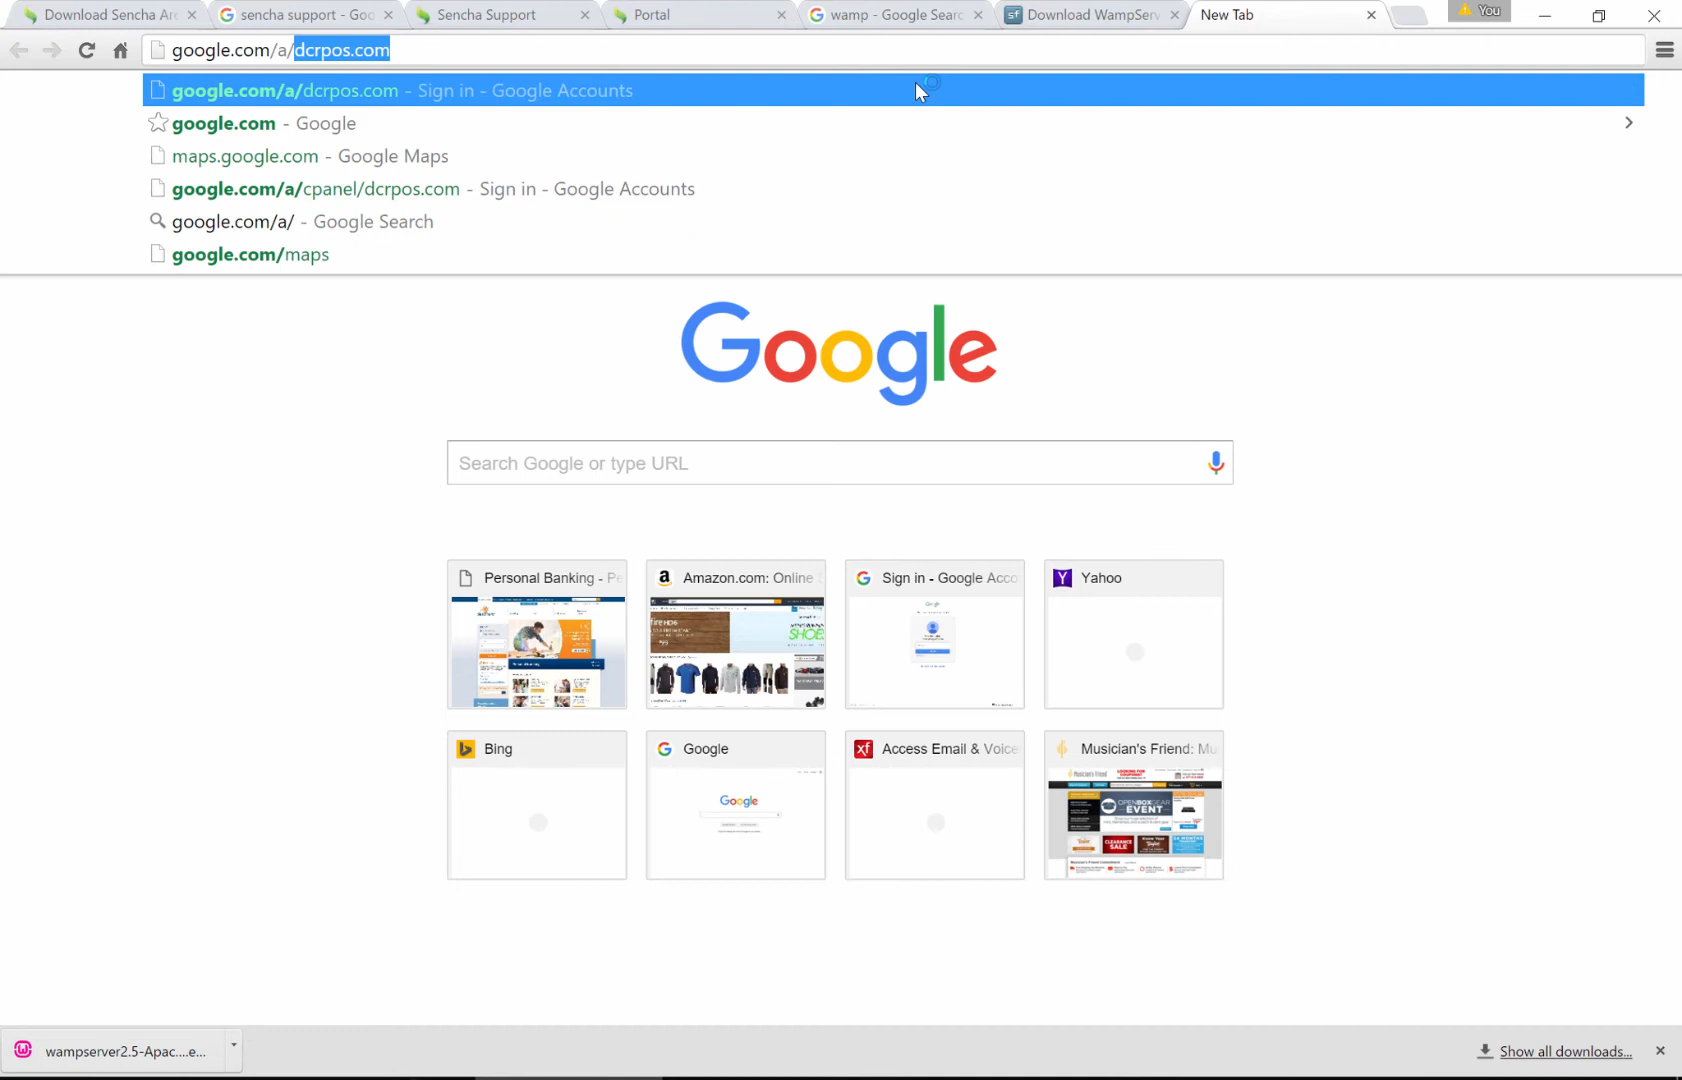 Download Sencha Arc
sencha support - Goo
Sencha Support
Portal
wamp - Google Searc
Download WampServ
New Tab
You
google.com/a/dcrpos.com
google.com/a/dcrpos.com - Sign in - Google Accounts
google.com - Google
maps.google.com - Google Maps
google.com/a/cpanel/dcrpos.com - Sign in - Google Accounts
google.com/a/ - Google Search
google.com/maps
Google
Search Google or type URL
Personal Banking - Pe
Amazon.com: Online S
Sign in - Google Acco
Yahoo
Bing
Google
Access Email & Voice
Musician's Friend: Mu
wampserver2.5-Apac....e...
Show all downloads...